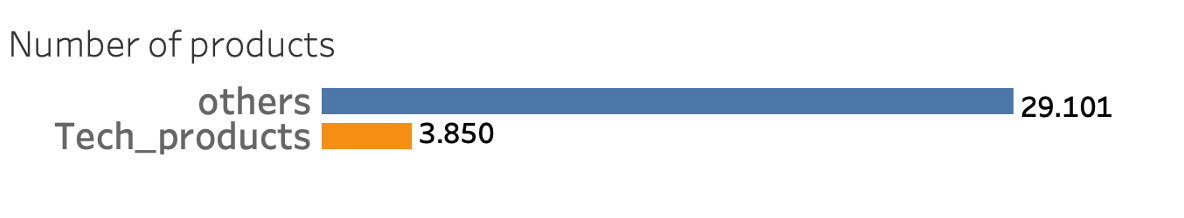 Number of products
others 29.101
Tech_products 3.850